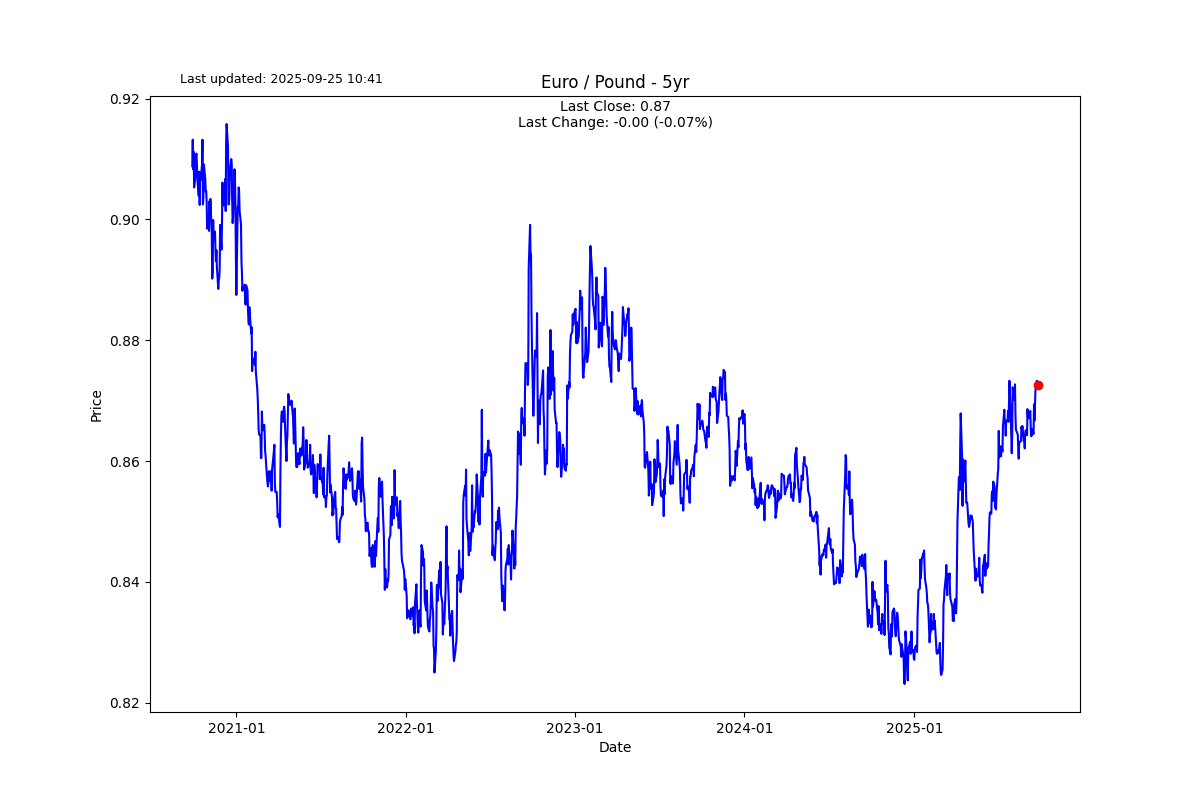 Last updated: 2025-09-25 10:41
Euro / Pound - 5yr
Last Close: 0.87
Last Change: -0.00 (-0.07%)
0.92
0.90
0.88
0.86
0.84
0.82
Price
2021-01
2022-01
2023-01
2024-01
2025-01
Date